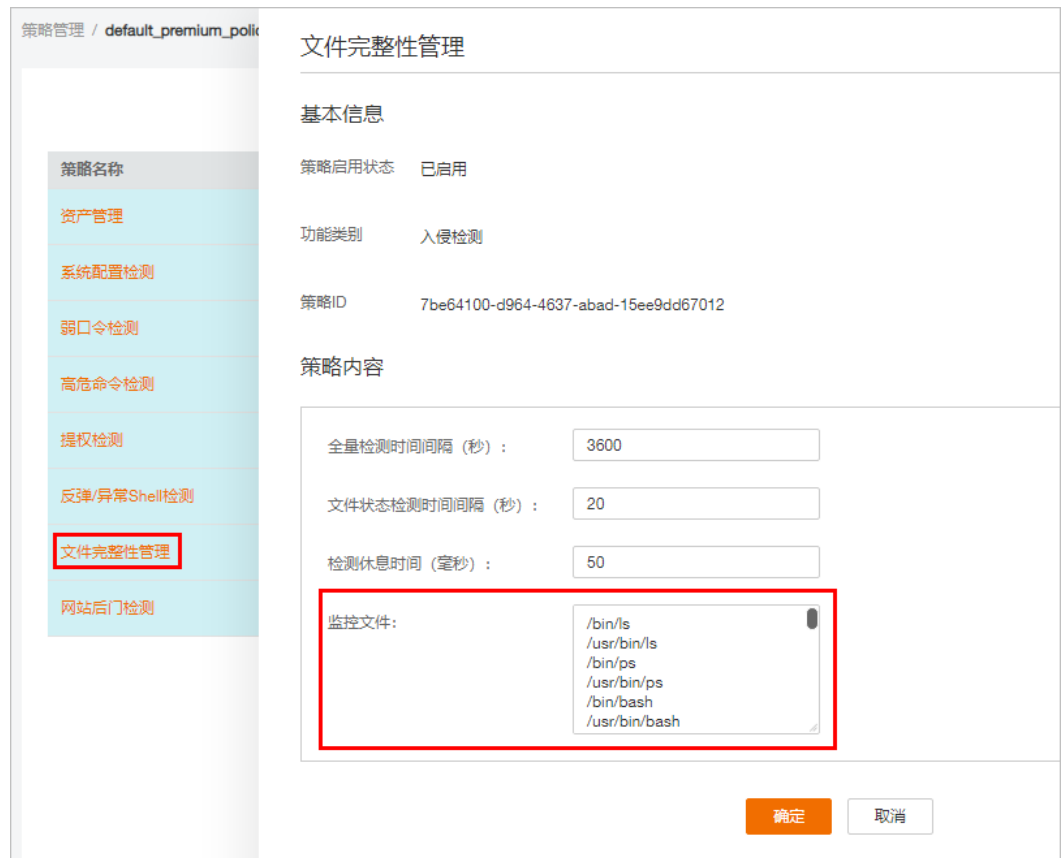 策略管理 / default_premium_polic
文件完整性管理
基本信息
策略名称
策略启用状态 已启用
资产管理
功能类别 入侵检测
系统配置检测
策略ID 7be64100-d964-4637-abad-15ee9dd67012
弱口令检测
策略内容
高危命令检测
提权检测
全量检测时间间隔（秒）: 3600
反弹/异常Shell检测
文件状态检测时间间隔（秒）: 20
文件完整性管理
检测休息时间（毫秒）: 50
网站后门检测
监控文件: /bin/ls
/usr/bin/ls
/bin/ps
/usr/bin/ps
/bin/bash
/usr/bin/bash
确定 取消